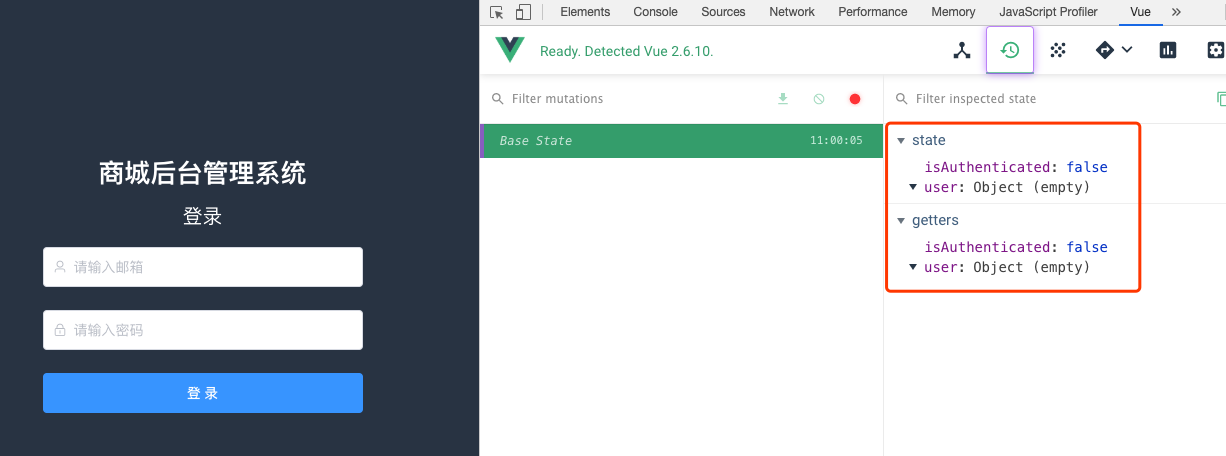 商城后台管理系统
登录
请输入邮箱
请输入密码
登 录
Elements Console Sources Network Performance Memory JavaScript Profiler Vue »
Ready. Detected Vue 2.6.10.
Filter mutations
Base State 11:00:05
Filter inspected state
state
isAuthenticated: false
user: Object (empty)
getters
isAuthenticated: false
user: Object (empty)